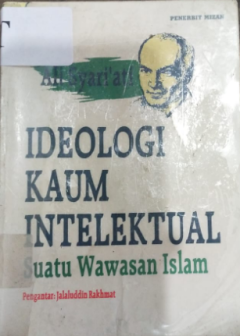 PENERBIT MIZAN
Ali Syari'ati
IDEOLOGI
KAUM
INTELEKTUAL
Suatu Wawasan Islam
Pengantar: Jalaluddin Rakhmat